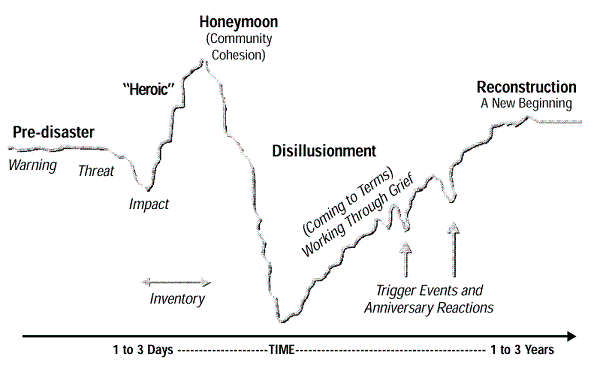 Honeymoon
(Community
Cohesion)
"Heroic"
Reconstruction
A New Beginning
Pre-disaster
Warning
Threat
Disillusionment
Impact
(Coming to Terms)
Working Through Grief
Inventory
Trigger Events and
Anniversary Reactions
1 to 3 Days --------------------TIME------------------------------------------ 1 to 3 Years